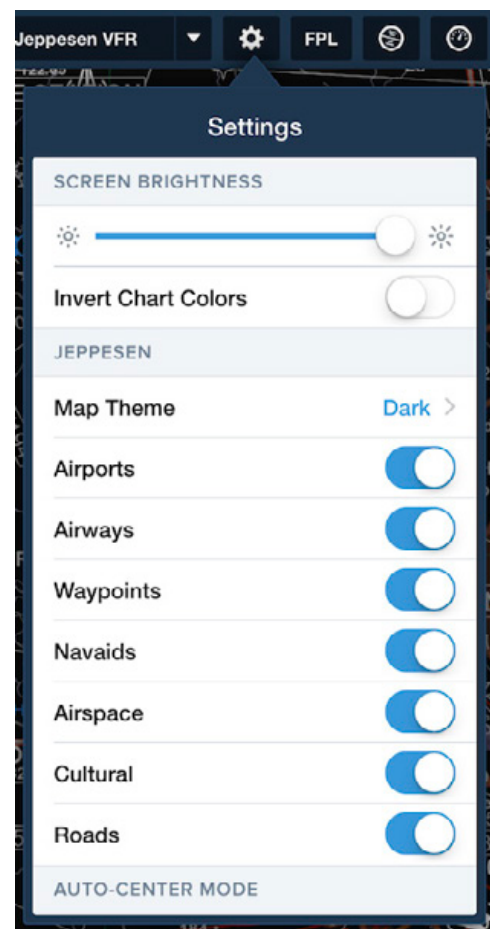 Jeppesen VFR
FPL
Settings
SCREEN BRIGHTNESS
Invert Chart Colors
JEPPESEN
Map Theme Dark
Airports
Airways
Waypoints
Navaids
Airspace
Cultural
Roads
AUTO-CENTER MODE